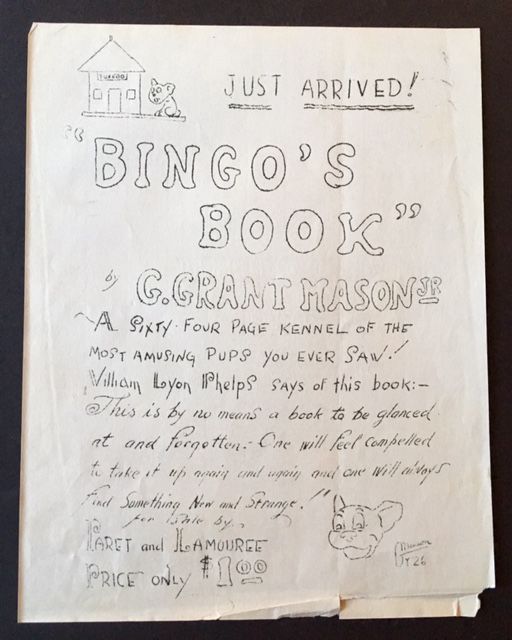 JUST ARRIVED!
"BINGO'S
BOOK"
by G. GRANT MASON JR
A SIXTY-FOUR PAGE KENNEL OF THE
MOST AMUSING PUPS YOU EVER SAW!
William Lyon Phelps SAYS OF THIS BOOK:-
This is by no means a book to be glanced
at and forgotten:- One will feel compelled
to take it up again and again and one will always
find Something New and Strange!"
for sale by
PARET and LAMOUREE
PRICE ONLY $1.00
26